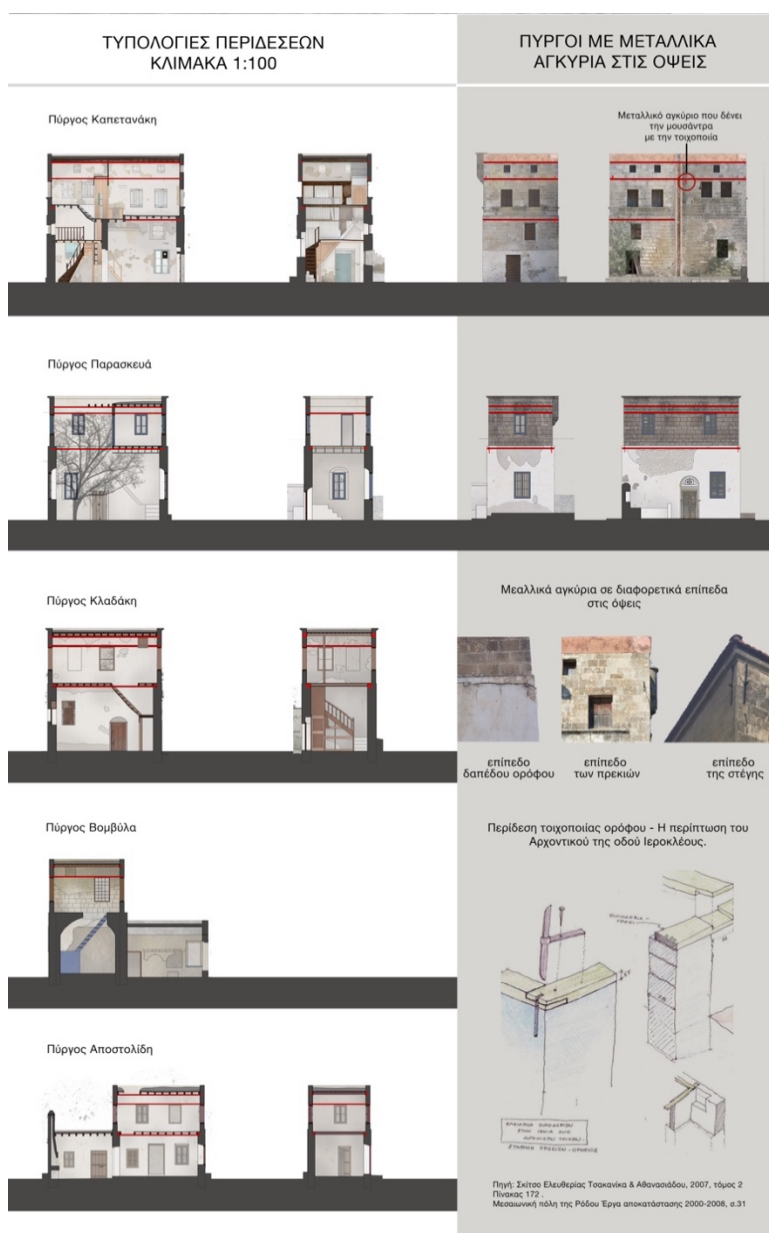 ΤΥΠΟΛΟΓΙΕΣ ΠΕΡΙΔΕΣΕΩΝ
ΚΛΙΜΑΚΑ 1:100
Πύργος Καπετανάκη
Πύργος Παρασκευά
Πύργος Κλαδάκη
Πύργος Βομβύλα
Πύργος Αποστολίδη
ΠΥΡΓΟΙ ΜΕ ΜΕΤΑΛΛΙΚΑ
ΑΓΚΥΡΙΑ ΣΤΙΣ ΟΨΕΙΣ
Μεταλλικό αγκύριο που δένει
την μουσάντρα
με την τοιχοποιία
Μεαλλικά αγκύρια σε διαφορετικά επίπεδα
στις όψεις
επίπεδο
δαπέδου ορόφου
επίπεδο
των πρεκιών
επίπεδο
της στέγης
Περίδεση τοιχοποιίας ορόφου - Η περίπτωση του
Αρχοντικού της οδού Ιεροκλέους.
Πηγή: Σκίτσο Ελευθερίας Τσακανίκα & Αθανασιάδου, 2007, τόμος 2
Πίνακας 172 .
Μεσαιωνική πόλη της Ρόδου Έργα αποκατάστασης 2000-2008, σ.31